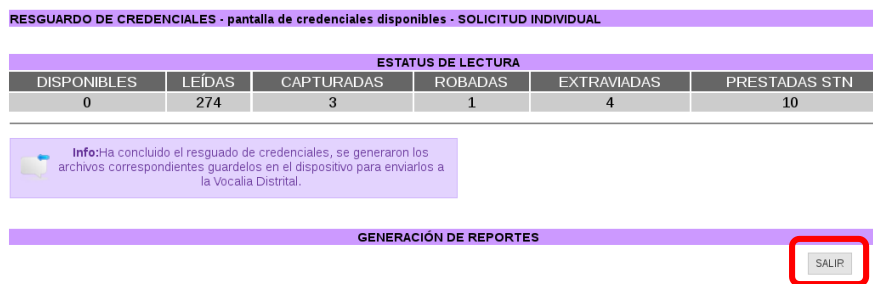 RESGUARDO DE CREDENCIALES - pantalla de credenciales disponibles - SOLICITUD INDIVIDUAL
ESTATUS DE LECTURA
DISPONIBLES LEÍDAS CAPTURADAS ROBADAS EXTRAVIADAS PRESTADAS STN
0 274 3 1 4 10
Info:Ha concluido el resguado de credenciales, se generaron los
archivos correspondientes guardelos en el dispositivo para enviarlos a
la Vocalia Distrital.
GENERACIÓN DE REPORTES
SALIR